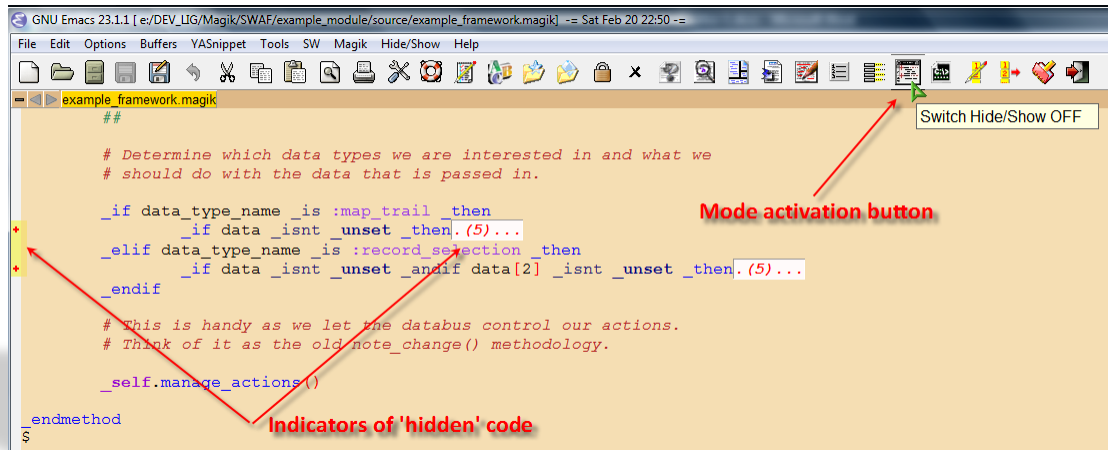 GNU Emacs 23.1.1 [ e:/DEV_LIG/Magik/SWAF/example_module/source/example_framework.magik] -= Sat Feb 20 22:50 -=
File Edit Options Buffers YASnippet Tools SW Magik Hide/Show Help
example_framework.magik
Switch Hide/Show OFF
##
# Determine which data types we are interested in and what we
# should do with the data that is passed in.
_if data_type_name _is :map_trail _then
Mode activation button
+ _if data _isnt _unset _then.(5)...
_elif data_type_name _is :record_selection _then
+ _if data _isnt _unset _andif data[2] _isnt _unset _then.(5)...
_endif
# This is handy as we let the databus control our actions.
# Think of it as the old note_change() methodology.
_self.manage_actions()
_endmethod
Indicators of 'hidden' code
$